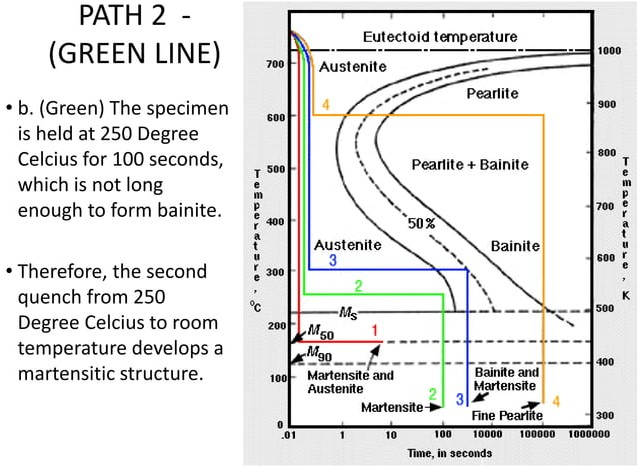 PATH 2 -
(GREEN LINE)
• b. (Green) The specimen
is held at 250 Degree
Celcius for 100 seconds,
which is not long
enough to form bainite.
• Therefore, the second
quench from 250
Degree Celcius to room
temperature develops a
martensitic structure.
Eutectoid temperature
Austenite
Pearlite
4
Pearlite + Bainite
50%
Austenite
Bainite
3
2
Ms
M50
1
M90
Martensite and
Austenite
Bainite and
Martensite
2
3
4
Martensite
Fine Pearlite
Temperature, °C
700
600
500
400
300
200
100
0
Temperature, K
1000
900
800
700
600
500
400
300
.01
1
10
100
10000
100000
1000000
Time, in seconds